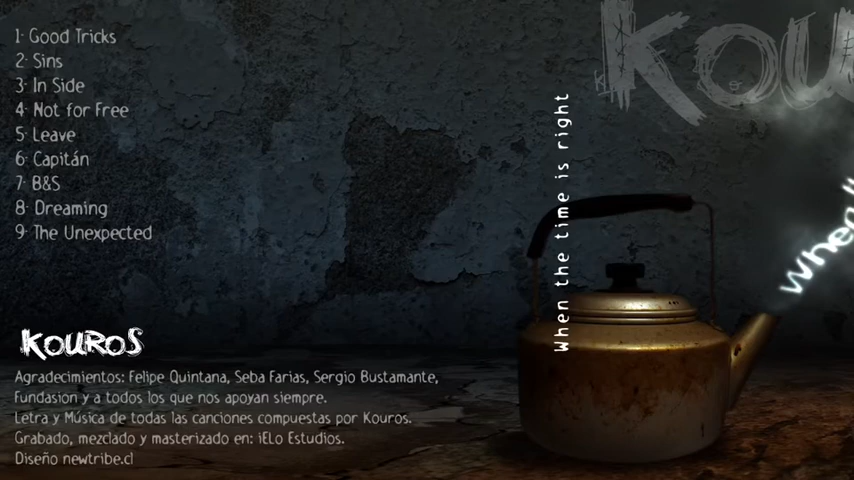 1· Good Tricks
2· Sins
3· In Side
4· Not for Free
5· Leave
6· Capitán
7· B&S
8· Dreaming
9· The Unexpected
KOUROS
Agradecimientos: Felipe Quintana, Seba Farias, Sergio Bustamante,
Fundasion y a todos los que nos apoyan siempre.
Letra y Música de todas las canciones compuestas por Kouros.
Grabado, mezclado y masterizado en: iELo Estudios.
Diseño newtribe.cl
When the time is right
Kou
When